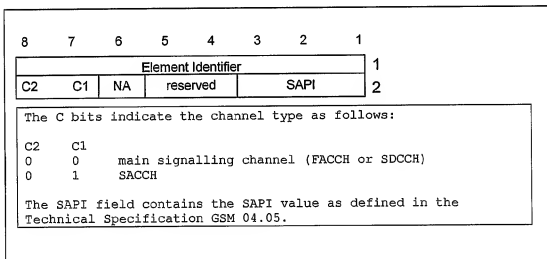 8 7 6 5 4 3 2 1
Element Identifier 1
C2 C1 NA reserved SAPI 2
The C bits indicate the channel type as follows:
C2 C1
0 0 main signalling channel (FACCH or SDCCH)
0 1 SACCH
The SAPI field contains the SAPI value as defined in the
Technical Specification GSM 04.05.